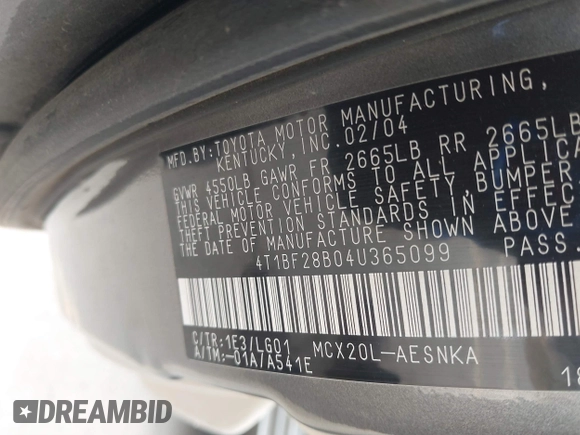 MFD.BY:TOYOTA MOTOR MANUFACTURING,
KENTUCKY, INC. 02/04
GVWR 4550LB GAWR FR 2665LB RR 2665LB
THIS VEHICLE CONFORMS TO ALL APPLICA
FEDERAL MOTOR VEHICLE SAFETY, BUMPER
THEFT PREVENTION STANDARDS IN EFFEC
THE DATE OF MANUFACTURE SHOWN ABOVE
4T1BF28B04U365099 PASS.
C/TR:1E3/LG01 MCX20L-AESNKA
A/TM:-01A/A541E
18
DREAMBID